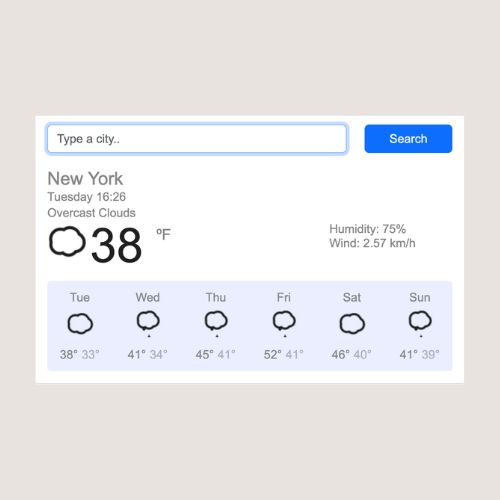 Type a city..
Search
New York
Tuesday 16:26
Overcast Clouds
38 ºF
Humidity: 75%
Wind: 2.57 km/h
Tue Wed Thu Fri Sat Sun
38° 33° 41° 34° 45° 41° 52° 41° 46° 40° 41° 39°